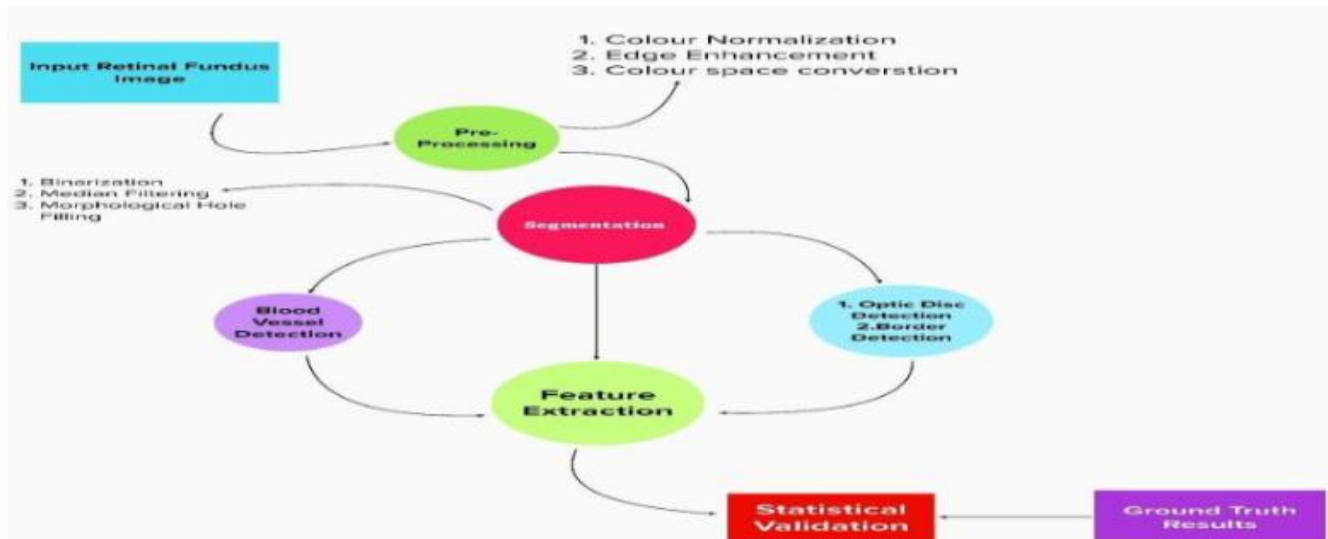 Input Retinal Fundus
Image
1. Colour Normalization
2. Edge Enhancement
3. Colour space converstion
Pre-
Processing
1. Binarization
2. Median Filtering
3. Morphological Hole
Filling
Segmentation
Blood
Vessel
Detection
1. Optic Disc
Detection
2.Border
Detection
Feature
Extraction
Statistical
Validation
Ground Truth
Results